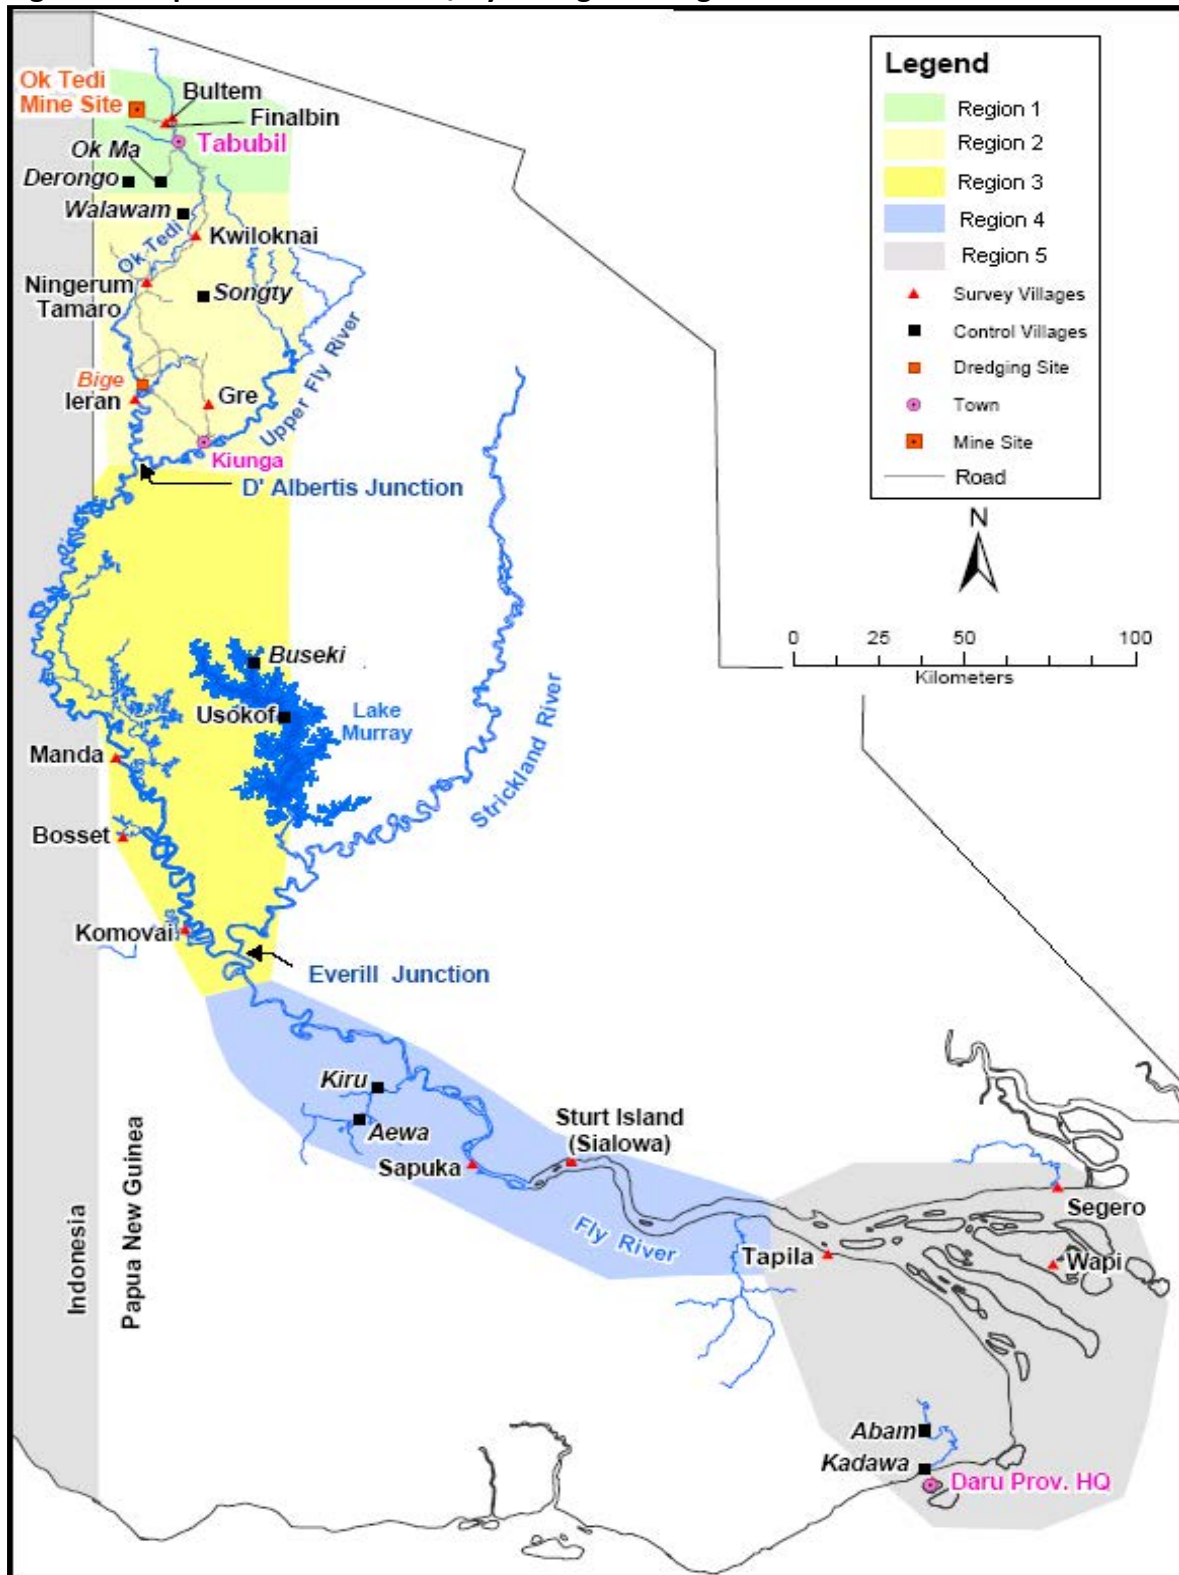 Legend
Region 1
Region 2
Region 3
Region 4
Region 5
Survey Villages
Control Villages
Dredging Site
Town
Mine Site
Road
N
0 25 50 100
Kilometers
Ok Tedi
Mine Site
Bultem
Finalbin
Tabubil
Ok Ma
Derongo
Walawam
Ok Tedi
Kwiloknai
Ningerum
Tamaro
Songty
Bige
Ieran
Gre
Upper Fly River
Kiunga
D' Albertis Junction
Buseki
Usokof
Lake
Murray
Strickland River
Manda
Bosset
Komovai
Everill Junction
Kiru
Aewa
Sapuka
Sturt Island
(Sialowa)
Fly River
Segero
Tapila
Wapi
Indonesia
Papua New Guinea
Abam
Kadawa
Daru Prov. HQ